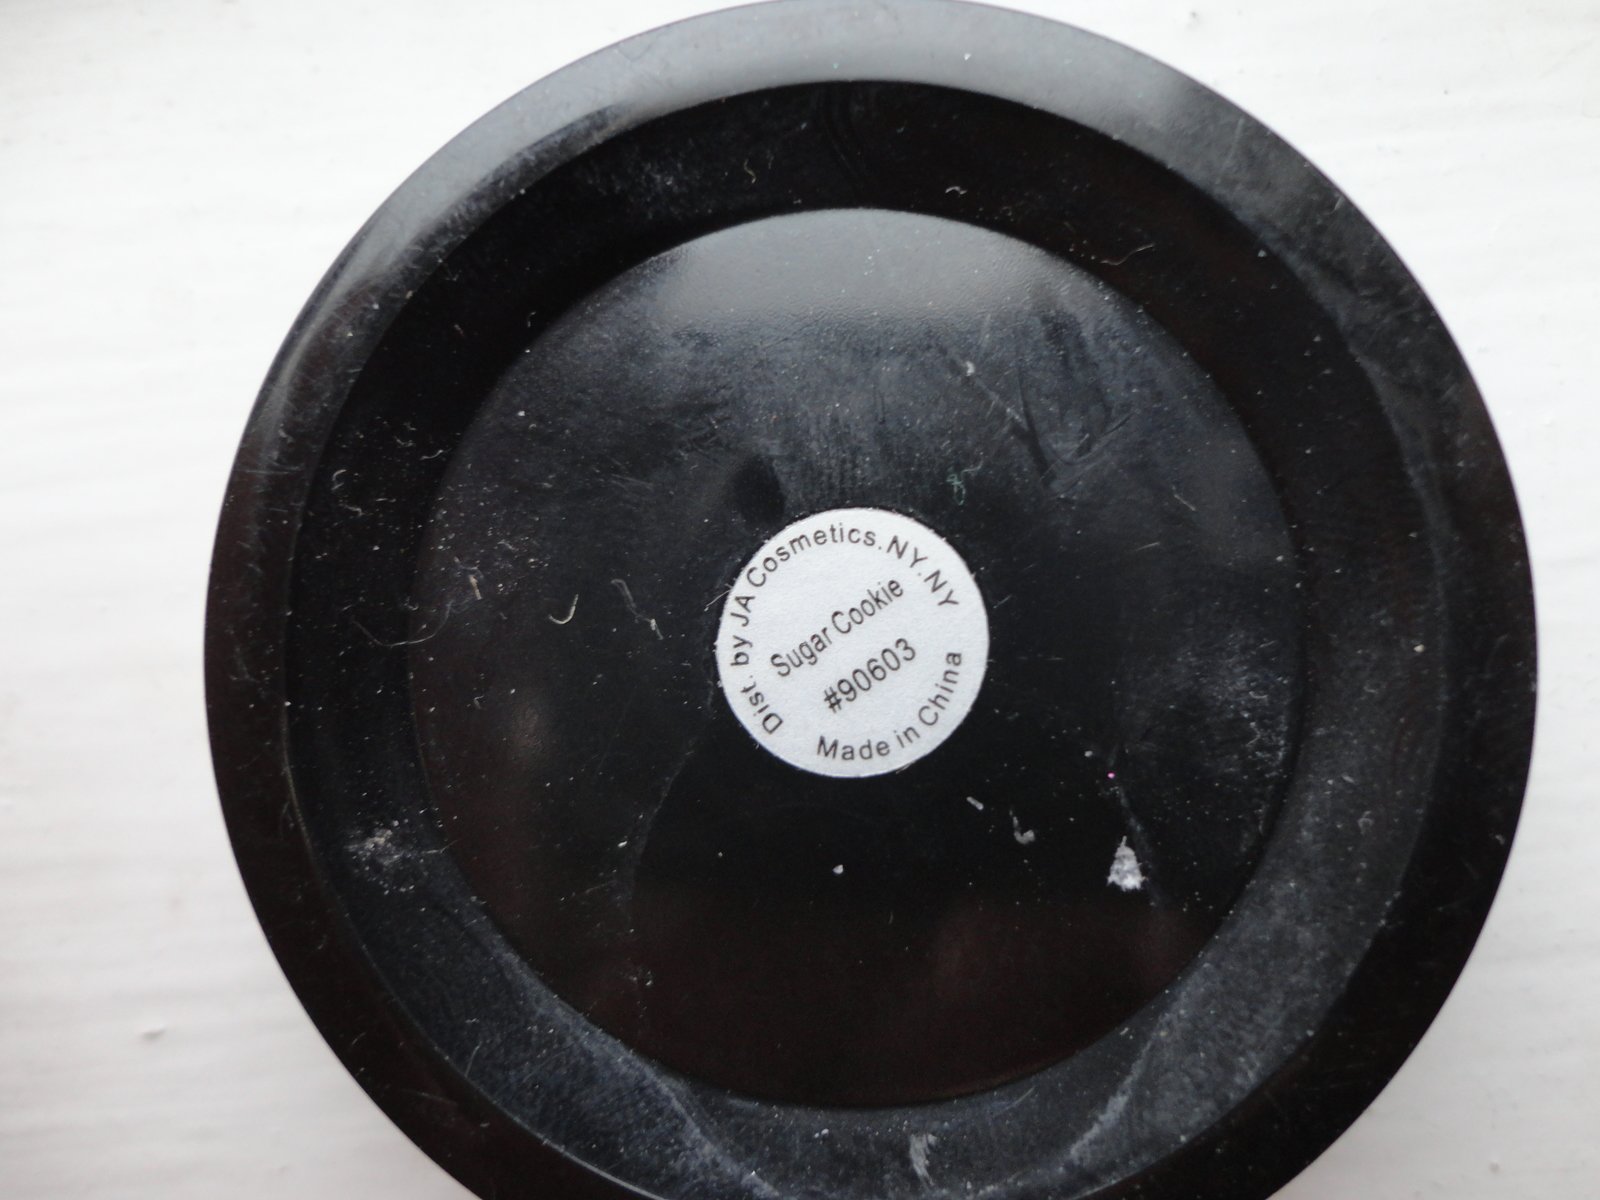 Dist. by JA Cosmetics.NY.NY
Sugar Cookie
#90603
Made in China